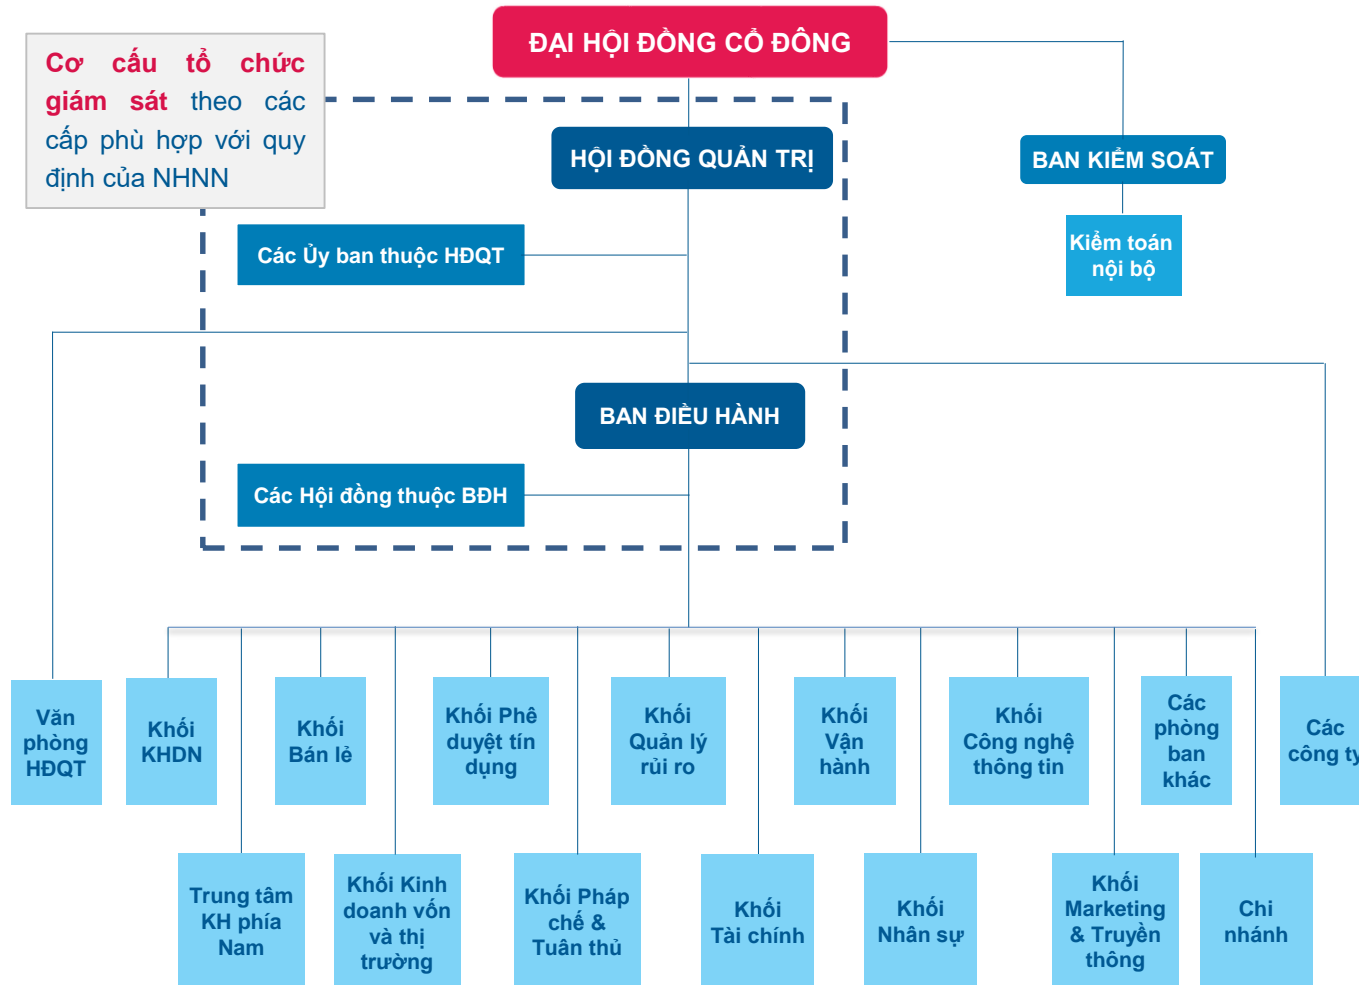 ĐẠI HỘI ĐỒNG CỔ ĐÔNG
Cơ cấu tổ chức
giám sát theo các
cấp phù hợp với quy
định của NHNN
HỘI ĐỒNG QUẢN TRỊ
BAN KIỂM SOÁT
Các Ủy ban thuộc HĐQT
Kiểm toán
nội bộ
BAN ĐIỀU HÀNH
Các Hội đồng thuộc BĐH
Văn
phòng
HĐQT
Khối
KHDN
Khối
Bán lẻ
Khối Phê
duyệt tín
dụng
Khối
Quản lý
rủi ro
Khối
Vận
hành
Khối
Công nghệ
thông tin
Các
phòng
ban
khác
Các
công ty
Trung tâm
KH phía
Nam
Khối Kinh
doanh vốn
và thị
trường
Khối Pháp
chế &
Tuân thủ
Khối
Tài chính
Khối
Nhân sự
Khối
Marketing
& Truyền
thông
Chi
nhánh